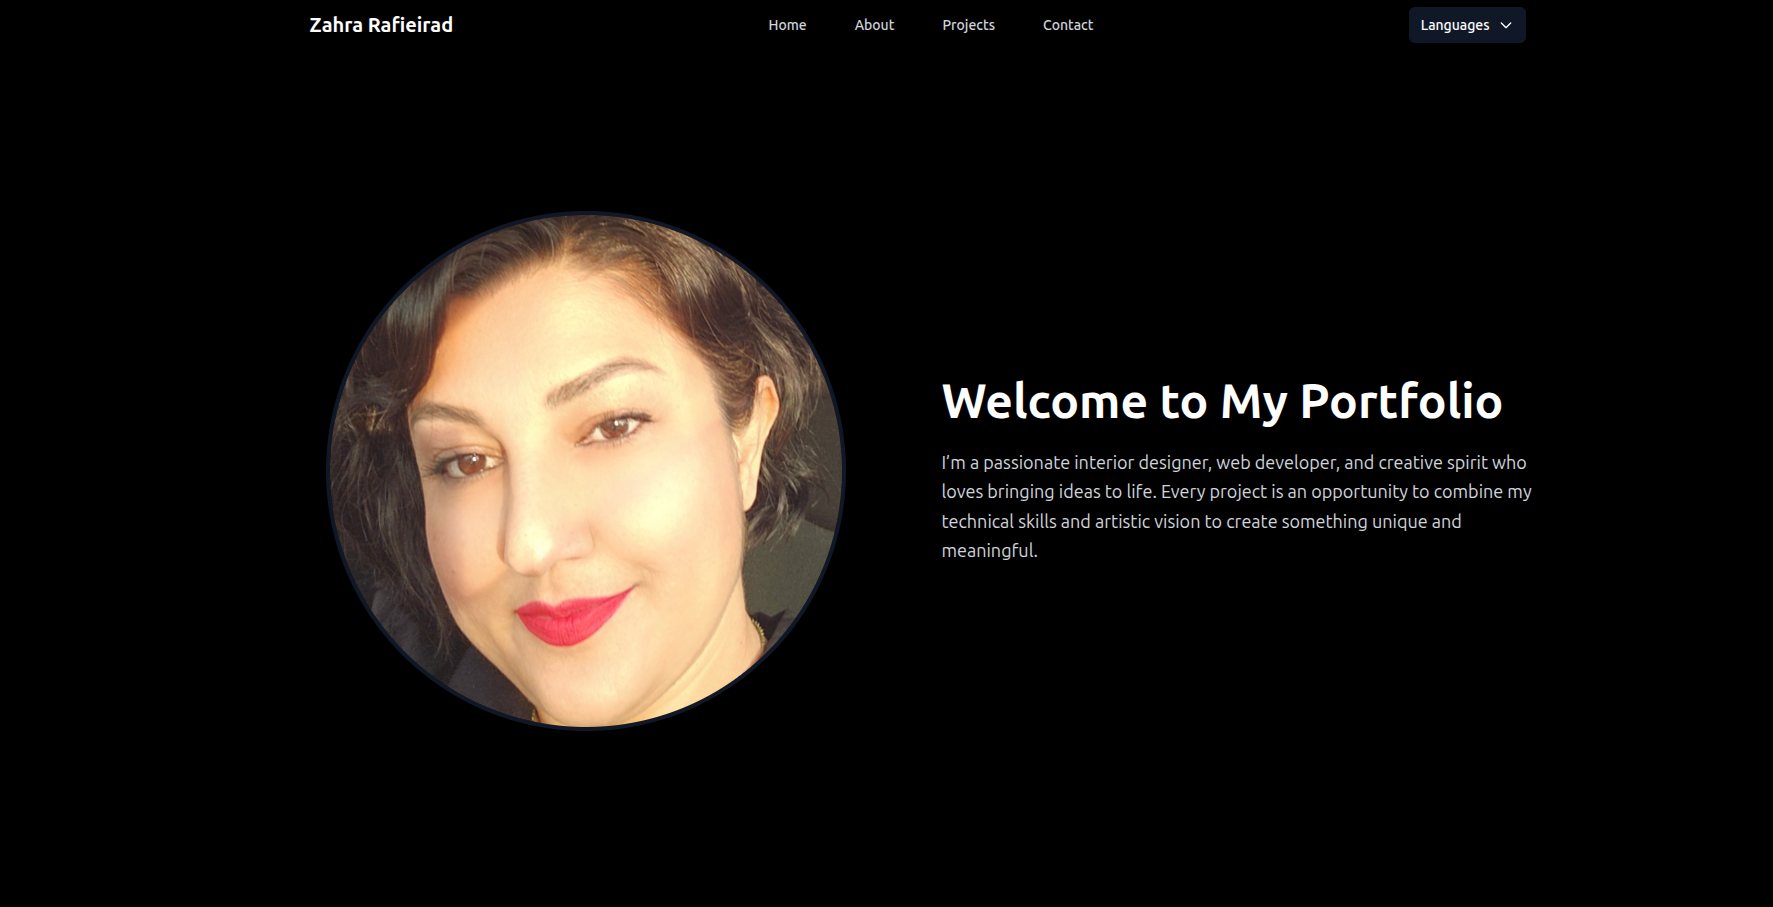 Zahra Rafieirad
Home
About
Projects
Contact
Languages
Welcome to My Portfolio
I’m a passionate interior designer, web developer, and creative spirit who
loves bringing ideas to life. Every project is an opportunity to combine my
technical skills and artistic vision to create something unique and
meaningful.